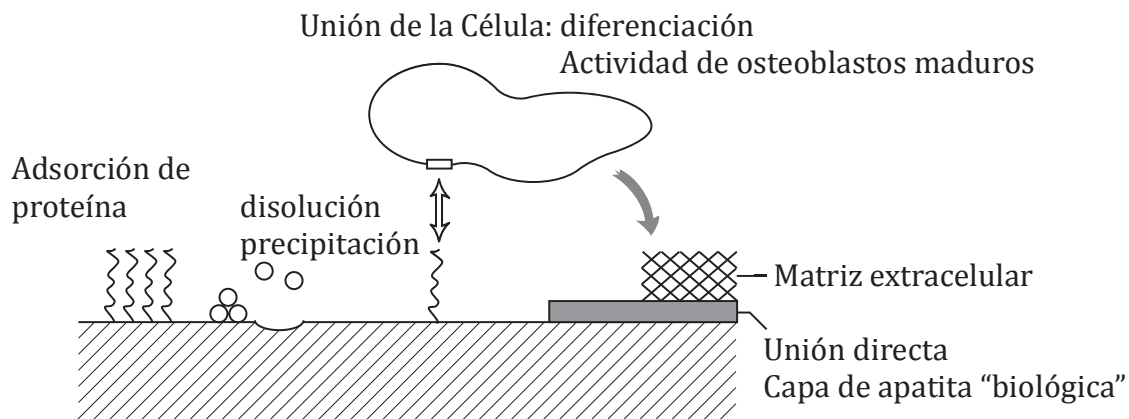 Unión de la Célula: diferenciación
Actividad de osteoblastos maduros
Adsorción de
proteína
disolución
precipitación
Matriz extracelular
Unión directa
Capa de apatita “biológica”